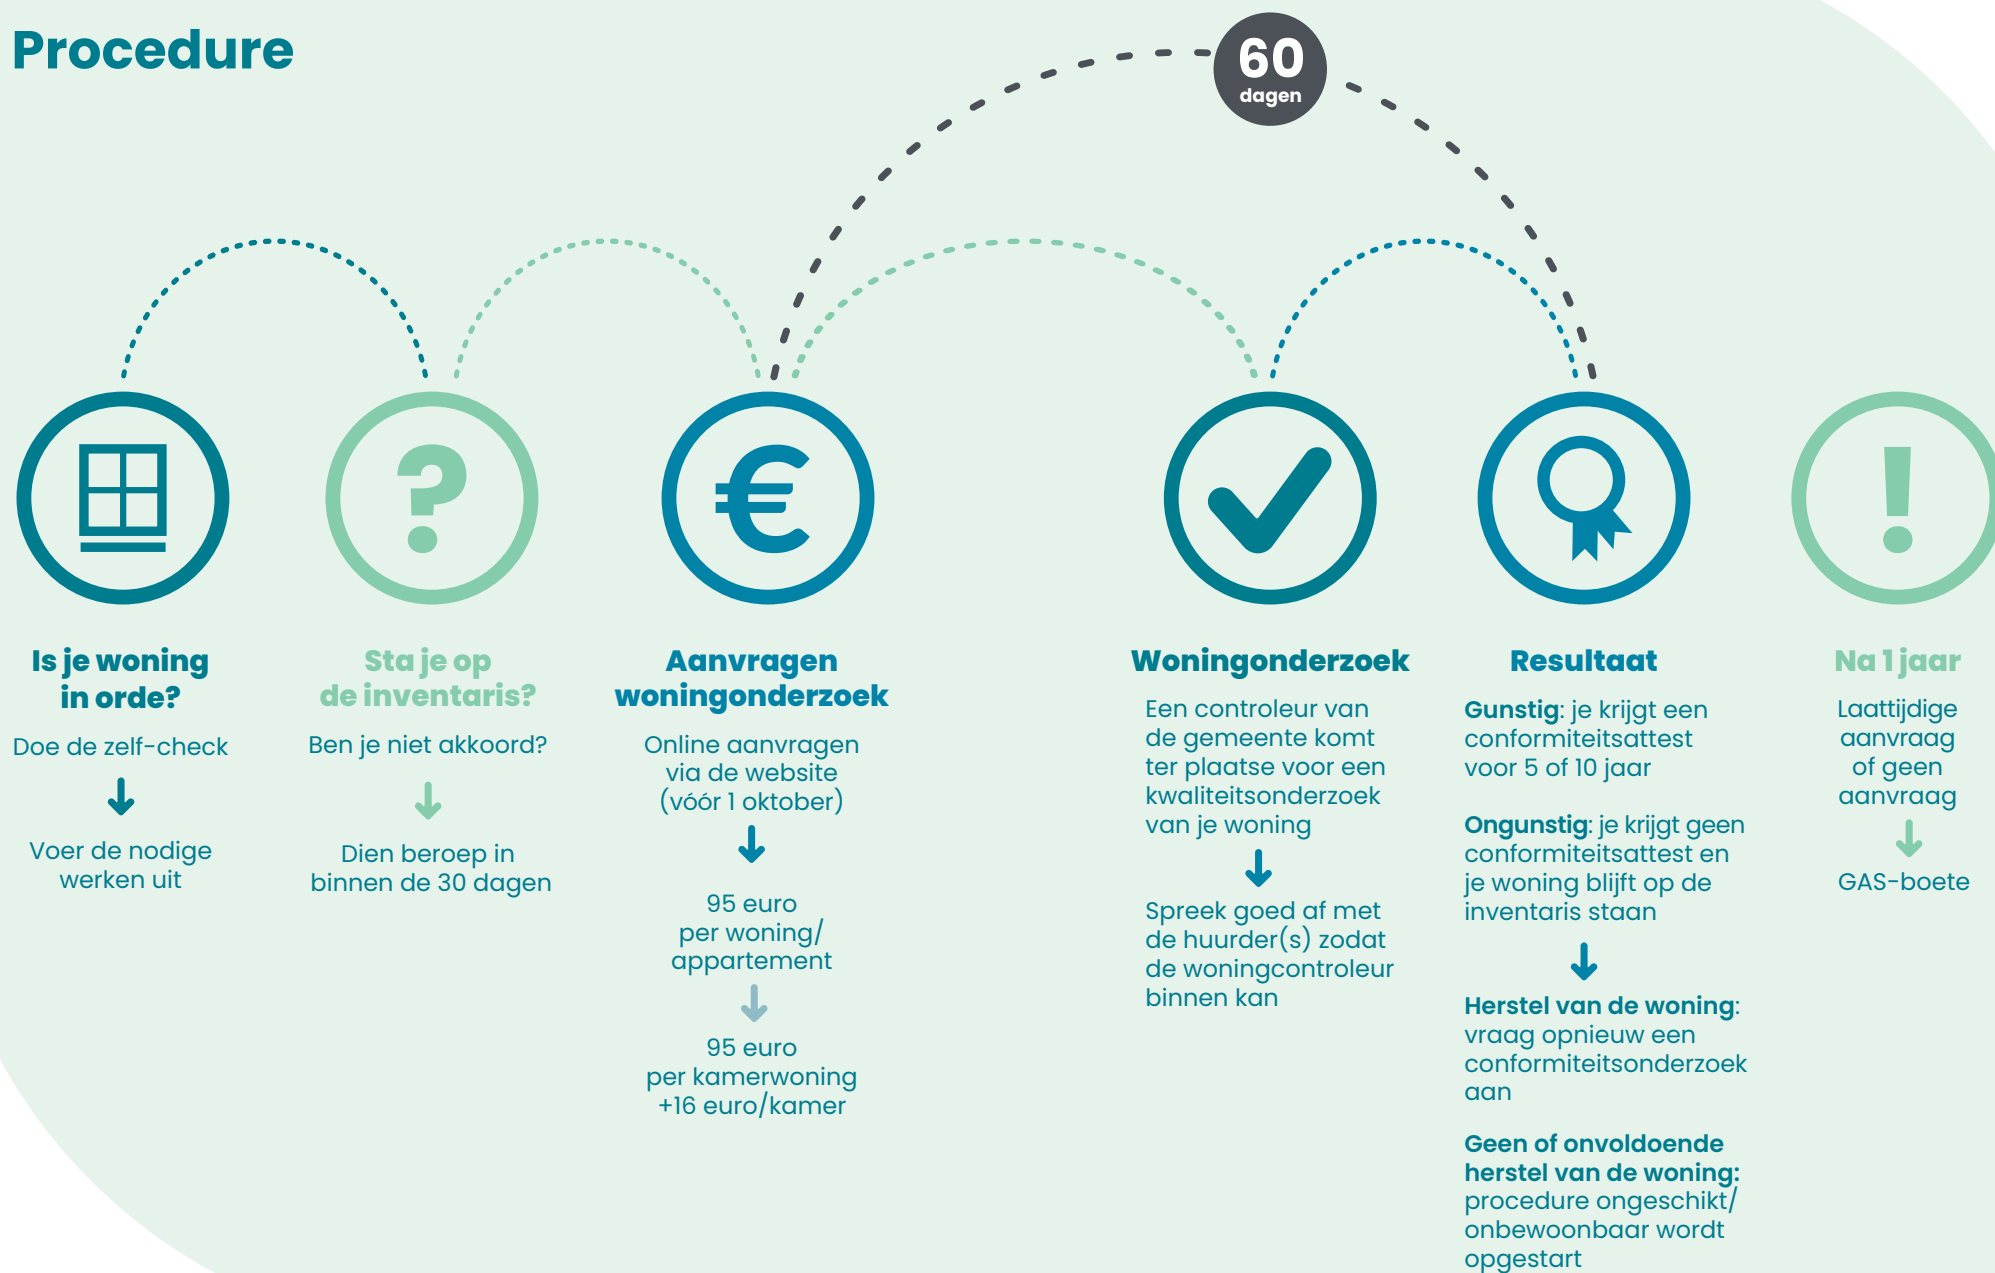 Procedure
60
dagen
Is je woning
in orde?
Doe de zelf-check
Voer de nodige
werken uit
Sta je op
de inventaris?
Ben je niet akkoord?
Dien beroep in
binnen de 30 dagen
Aanvragen
woningonderzoek
Online aanvragen
via de website
(vóór 1 oktober)
95 euro
per woning/
appartement
95 euro
per kamerwoning
+16 euro/kamer
Woningonderzoek
Een controleur van
de gemeente komt
ter plaatse voor een
kwaliteitsonderzoek
van je woning
Spreek goed af met
de huurder(s) zodat
de woningcontroleur
binnen kan
Resultaat
Gunstig: je krijgt een
conformiteitsattest
voor 5 of 10 jaar
Ongunstig: je krijgt geen
conformiteitsattest en
je woning blijft op de
inventaris staan
Herstel van de woning:
vraag opnieuw een
conformiteitsonderzoek
aan
Geen of onvoldoende
herstel van de woning:
procedure ongeschikt/
onbewoonbaar wordt
opgestart
Na 1 jaar
Laattijdige
aanvraag
of geen
aanvraag
GAS-boete